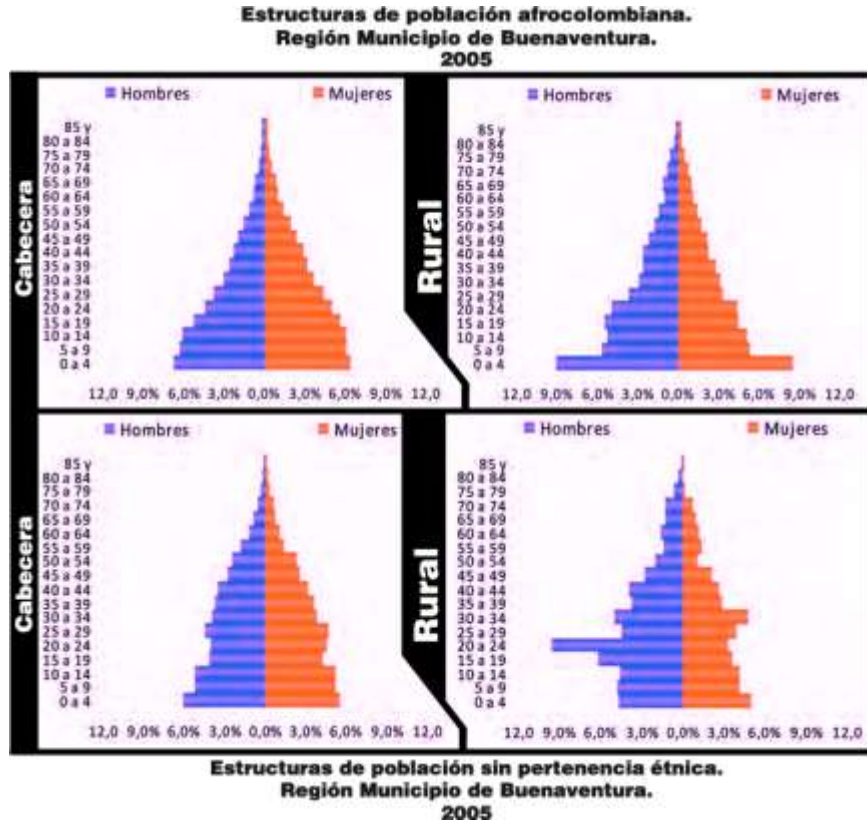 Estructuras de población afrocolombiana.
Región Municipio de Buenaventura.
2005
Cabecera
Hombres
Mujeres
85 y
80 a 84
75 a 79
70 a 74
65 a 69
60 a 64
55 a 59
50 a 54
45 a 49
40 a 44
35 a 39
30 a 34
25 a 29
20 a 24
15 a 19
10 a 14
5 a 9
0 a 4
12,0 9,0% 6,0% 3,0% 0,0% 3,0% 6,0% 9,0% 12,0
Rural
Hombres
Mujeres
85 y
80 a 84
75 a 79
70 a 74
65 a 69
60 a 64
55 a 59
50 a 54
45 a 49
40 a 44
35 a 39
30 a 34
25 a 29
20 a 24
15 a 19
10 a 14
5 a 9
0 a 4
12,0 9,0% 6,0% 3,0% 0,0% 3,0% 6,0% 9,0% 12,0
Cabecera
Hombres
Mujeres
85 y
80 a 84
75 a 79
70 a 74
65 a 69
60 a 64
55 a 59
50 a 54
45 a 49
40 a 44
35 a 39
30 a 34
25 a 29
20 a 24
15 a 19
10 a 14
5 a 9
0 a 4
12,0 9,0% 6,0% 3,0% 0,0% 3,0% 6,0% 9,0% 12,0
Rural
Hombres
Mujeres
85 y
80 a 84
75 a 79
70 a 74
65 a 69
60 a 64
55 a 59
50 a 54
45 a 49
40 a 44
35 a 39
30 a 34
25 a 29
20 a 24
15 a 19
10 a 14
5 a 9
0 a 4
12,0 9,0% 6,0% 3,0% 0,0% 3,0% 6,0% 9,0% 12,0
Estructuras de población sin pertenencia étnica.
Región Municipio de Buenaventura.
2005